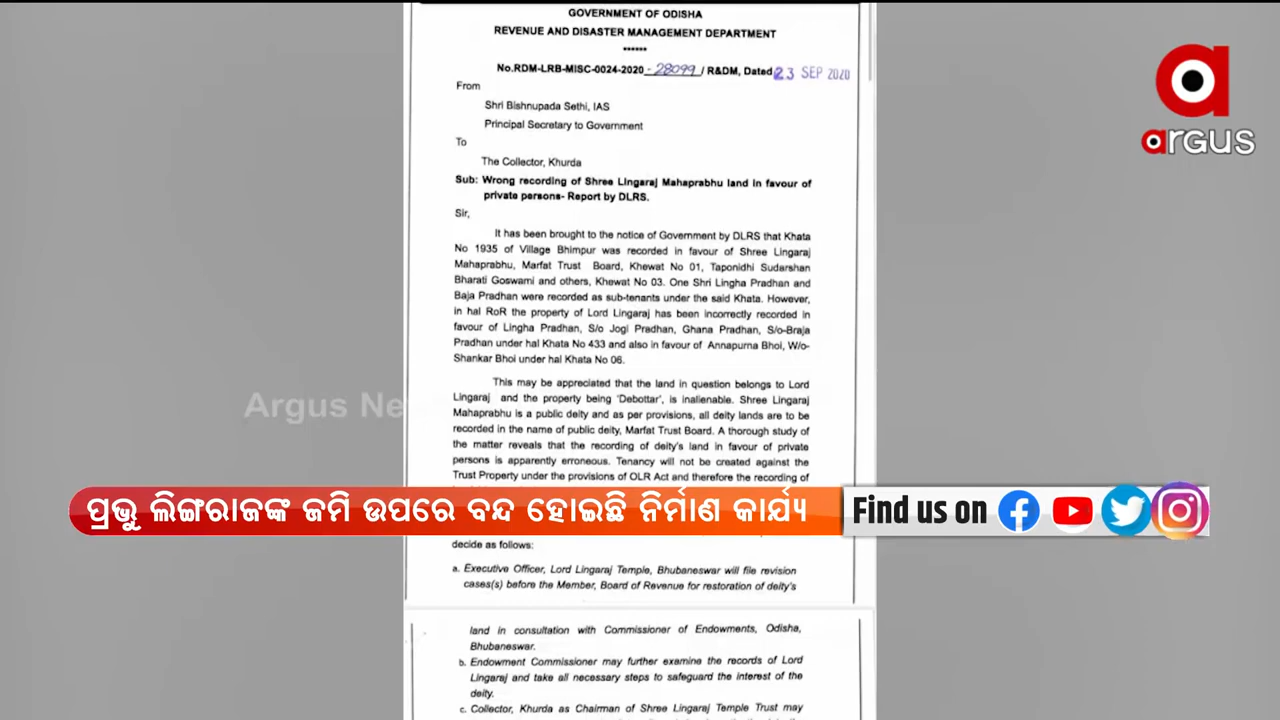 GOVERNMENT OF ODISHA
REVENUE AND DISASTER MANAGEMENT DEPARTMENT
******
No.RDM-LRB-MISC-0024-2020 - 28099 / R&DM, Dated 23 SEP 2020
From
Shri Bishnupada Sethi, IAS
Principal Secretary to Government
To
The Collector, Khurda
Sub: Wrong recording of Shree Lingaraj Mahaprabhu land in favour of
private persons- Report by DLRS.
Sir,
It has been brought to the notice of Government by DLRS that Khata
No 1935 of Village Bhimpur was recorded in favour of Shree Lingaraj
Mahaprabhu, Marfat Trust Board, Khewat No 01, Taponidhi Sudarshan
Bharati Goswami and others, Khewat No 03. One Shri Lingha Pradhan and
Baja Pradhan were recorded as sub-tenants under the said Khata. However,
in hal RoR the property of Lord Lingaraj has been incorrectly recorded in
favour of Lingha Pradhan, S/o Jogi Pradhan, Ghana Pradhan, S/o-Braja
Pradhan under hal Khata No 433 and also in favour of Annapurna Bhoi, W/o-
Shankar Bhoi under hal Khata No 06.
This may be appreciated that the land in question belongs to Lord
Lingaraj and the property being 'Debottar', is inalienable. Shree Lingaraj
Mahaprabhu is a public deity and as per provisions, all deity lands are to be
recorded in the name of public deity, Marfat Trust Board. A thorough study of
the matter reveals that the recording of deity's land in favour of private
persons is apparently erroneous. Tenancy will not be created against the
Trust Property under the provisions of OLR Act and therefore the recording of
decide as follows:
a. Executive Officer, Lord Lingaraj Temple, Bhubaneswar will file revision
cases(s) before the Member, Board of Revenue for restoration of deity's
land in consultation with Commissioner of Endowments, Odisha,
Bhubaneswar.
b. Endowment Commissioner may further examine the records of Lord
Lingaraj and take all necessary steps to safeguard the interest of the
deity.
c. Collector, Khurda as Chairman of Shree Lingaraj Temple Trust may
argus
Argus Ne
ପ୍ରଭୁ ଲିଙ୍ଗରାଜଙ୍କ ଜମି ଉପରେ ବନ୍ଦ ହୋଇଛି ନିର୍ମାଣ କାର୍ଯ୍ୟ
Find us on